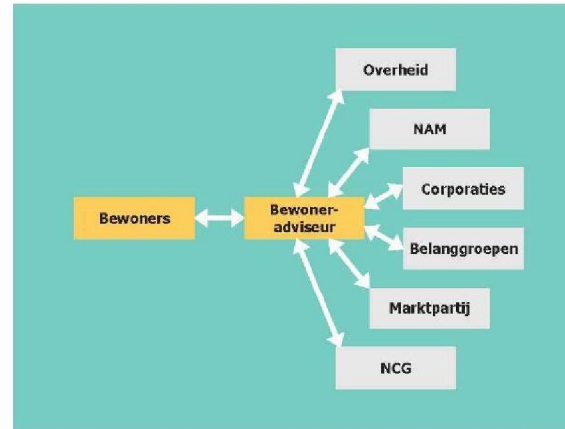 Overheid
NAM
Corporaties
Bewoners
Bewoner-
adviseur
Belanggroepen
Marktpartij
NCG